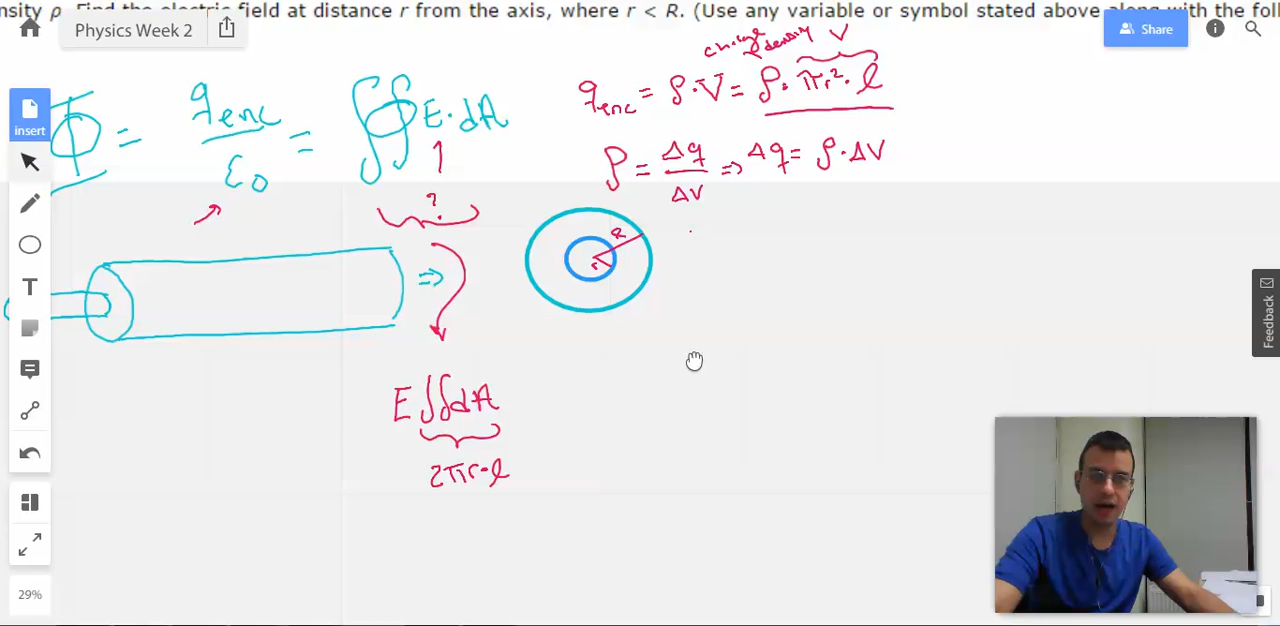 nsity ρ. Find the electric field at distance r from the axis, where r < R. (Use any variable or symbol stated above along with the foll
Physics Week 2
Share
charge density V
Φ = qenc/ε0 = ∯ E·dA
qenc = ρ·V = ρ·πr²·l
ρ = Δq/ΔV => Δq = ρ·ΔV
insert
?
R
r
=>
T
E∬dA
2πr·l
Feedback
29%